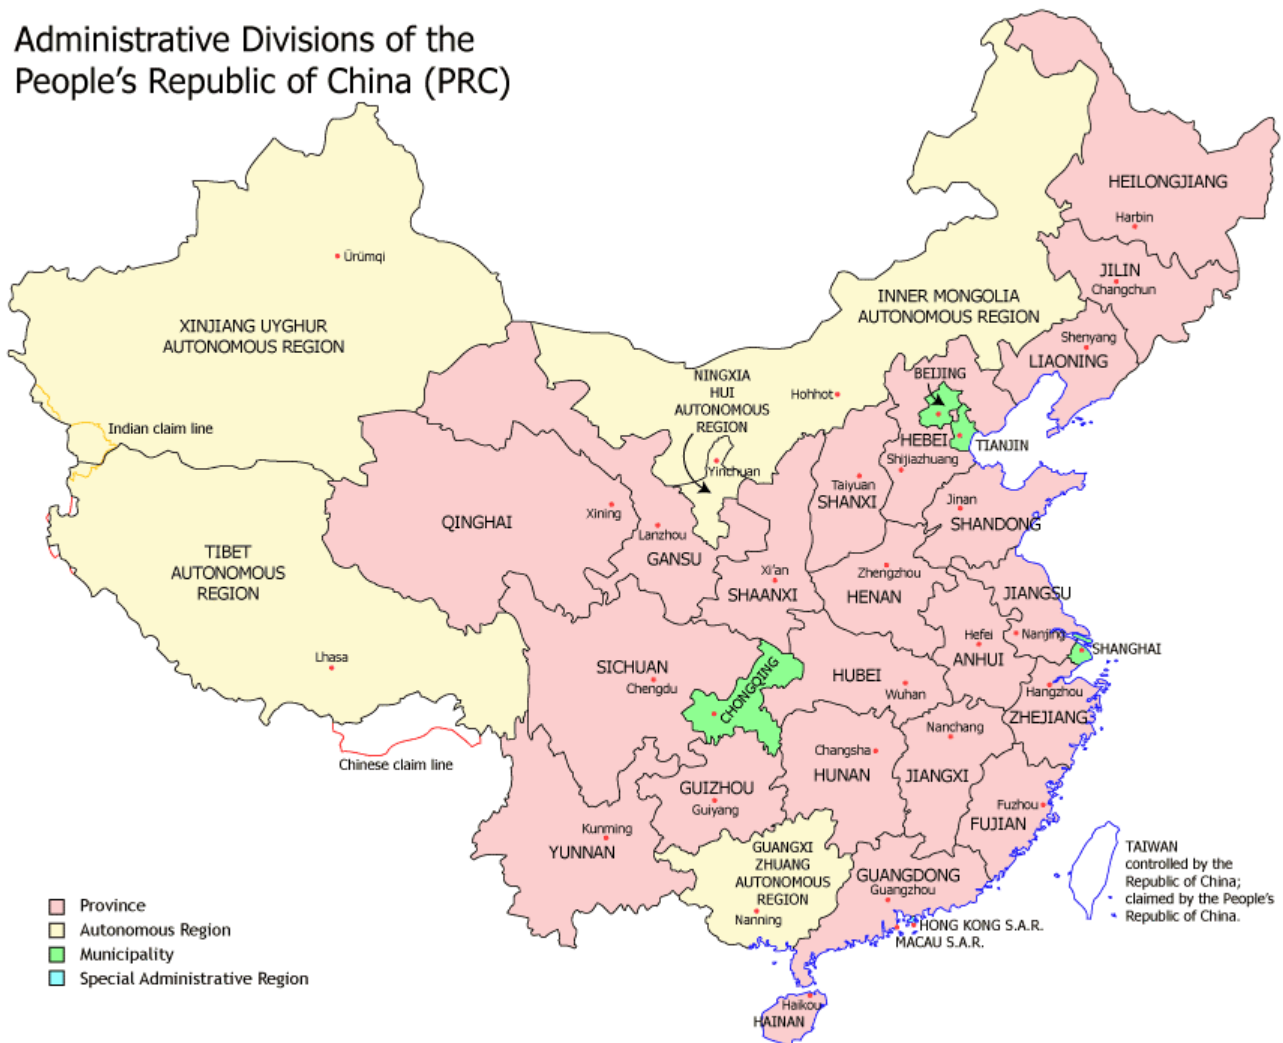 Administrative Divisions of the
People's Republic of China (PRC)
HEILONGJIANG
Harbin
JILIN
Changchun
Ürümqi
INNER MONGOLIA
AUTONOMOUS REGION
XINJIANG UYGHUR
AUTONOMOUS REGION
Shenyang
LIAONING
NINGXIA
HUI
AUTONOMOUS
REGION
BEIJING
Hohhot
Indian claim line
HEBEI
TIANJIN
Shijiazhuang
Yinchuan
Taiyuan
SHANXI
Jinan
SHANDONG
QINGHAI
Xining
Lanzhou
GANSU
TIBET
AUTONOMOUS
REGION
Xi'an
SHAANXI
Zhengzhou
HENAN
JIANGSU
Hefei
Nanjing
ANHUI
SHANGHAI
Lhasa
SICHUAN
Chengdu
CHONGQING
HUBEI
Wuhan
Hangzhou
ZHEJIANG
Nanchang
Chinese claim line
Changsha
HUNAN
JIANGXI
GUIZHOU
Guiyang
Fuzhou
FUJIAN
Kunming
YUNNAN
GUANGXI
ZHUANG
AUTONOMOUS
REGION
Nanning
GUANGDONG
Guangzhou
TAIWAN
controlled by the
Republic of China;
claimed by the People's
Republic of China.
HONG KONG S.A.R.
MACAU S.A.R.
Haikou
HAINAN
Province
Autonomous Region
Municipality
Special Administrative Region